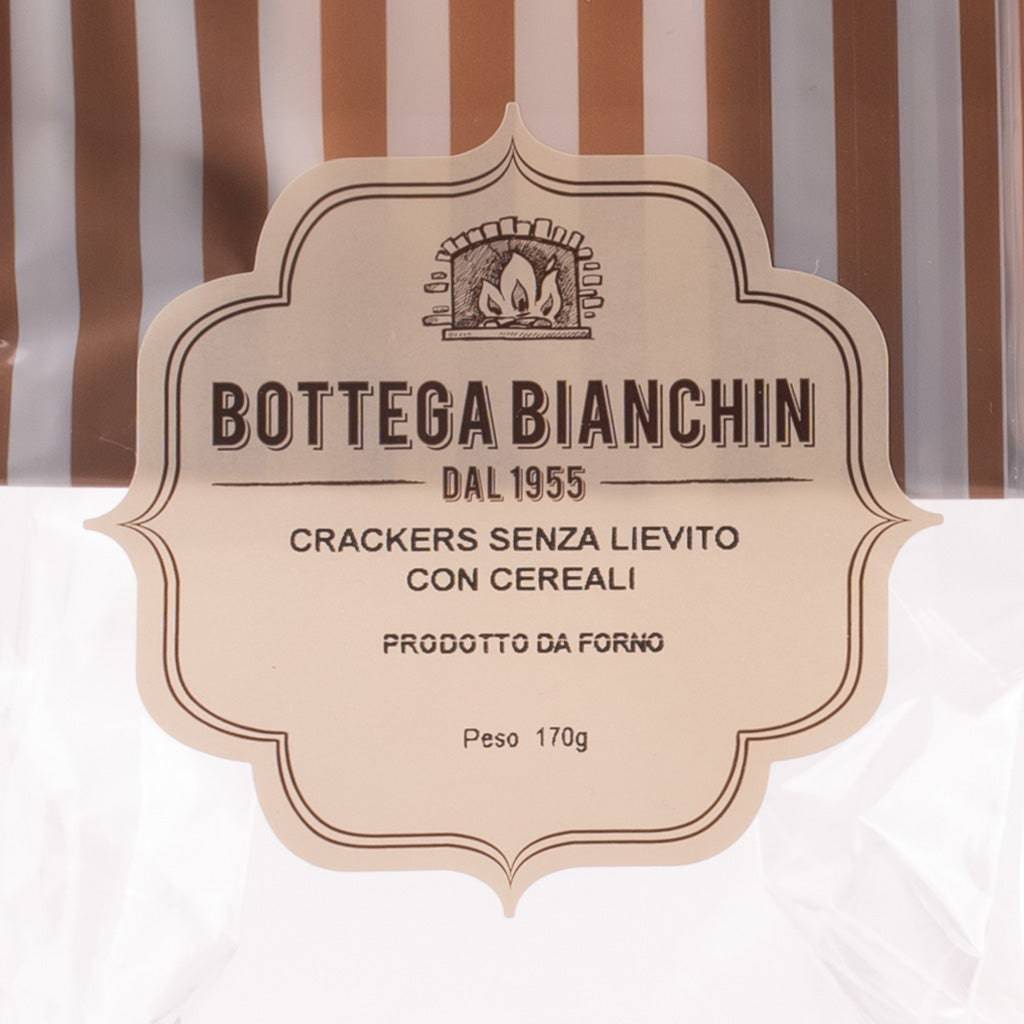 BOTTEGA BIANCHIN
DAL 1955
CRACKERS SENZA LIEVITO
CON CEREALI
PRODOTTO DA FORNO
Peso 170g